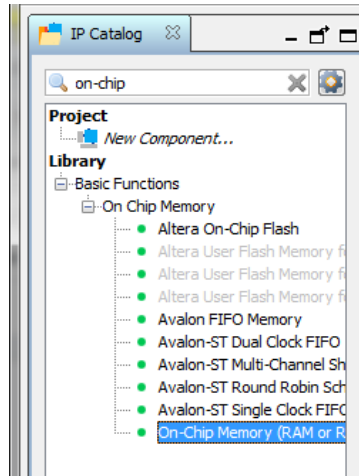 IP Catalog
on-chip
Project
New Component...
Library
Basic Functions
On Chip Memory
Altera On-Chip Flash
Altera User Flash Memory f
Altera User Flash Memory f
Altera User Flash Memory f
Avalon FIFO Memory
Avalon-ST Dual Clock FIFO
Avalon-ST Multi-Channel Sh
Avalon-ST Round Robin Sch
Avalon-ST Single Clock FIFO
On-Chip Memory (RAM or R